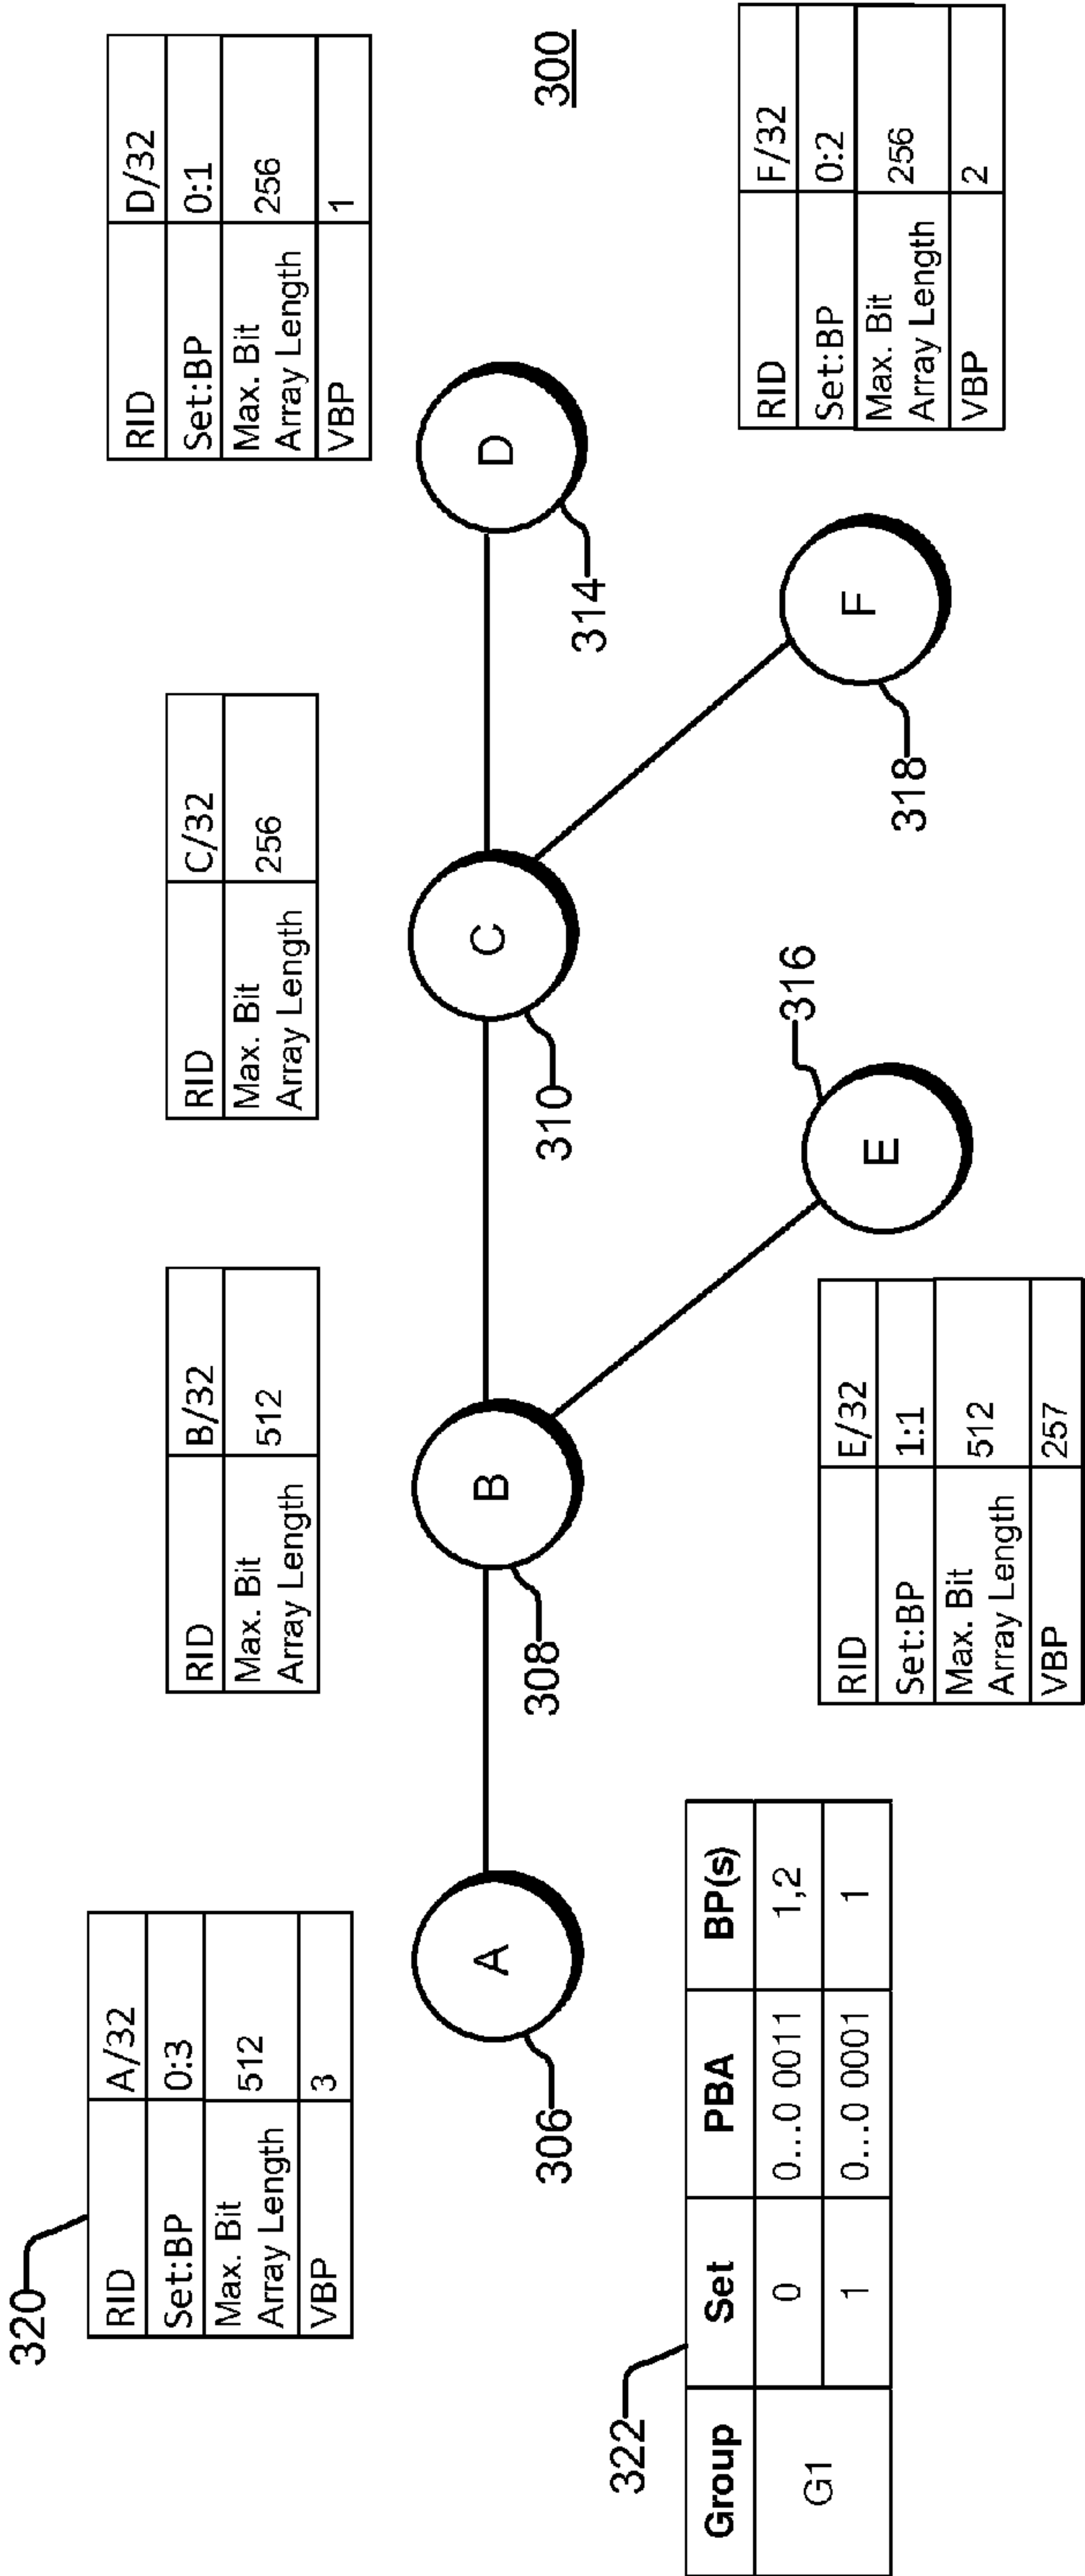 320
RID A/32
Set:BP 0:3
Max. Bit
Array Length 512
VBP 3
RID B/32
Max. Bit
Array Length 512
RID C/32
Max. Bit
Array Length 256
RID D/32
Set:BP 0:1
Max. Bit
Array Length 256
VBP 1
A
306
B
308
C
310
D
314
300
322
Group Set PBA BP(s)
G1 0 0...0 0011 1,2
1 0...0 0001 1
RID E/32
Set:BP 1:1
Max. Bit
Array Length 512
VBP 257
E
316
F
318
RID F/32
Set:BP 0:2
Max. Bit
Array Length 256
VBP 2